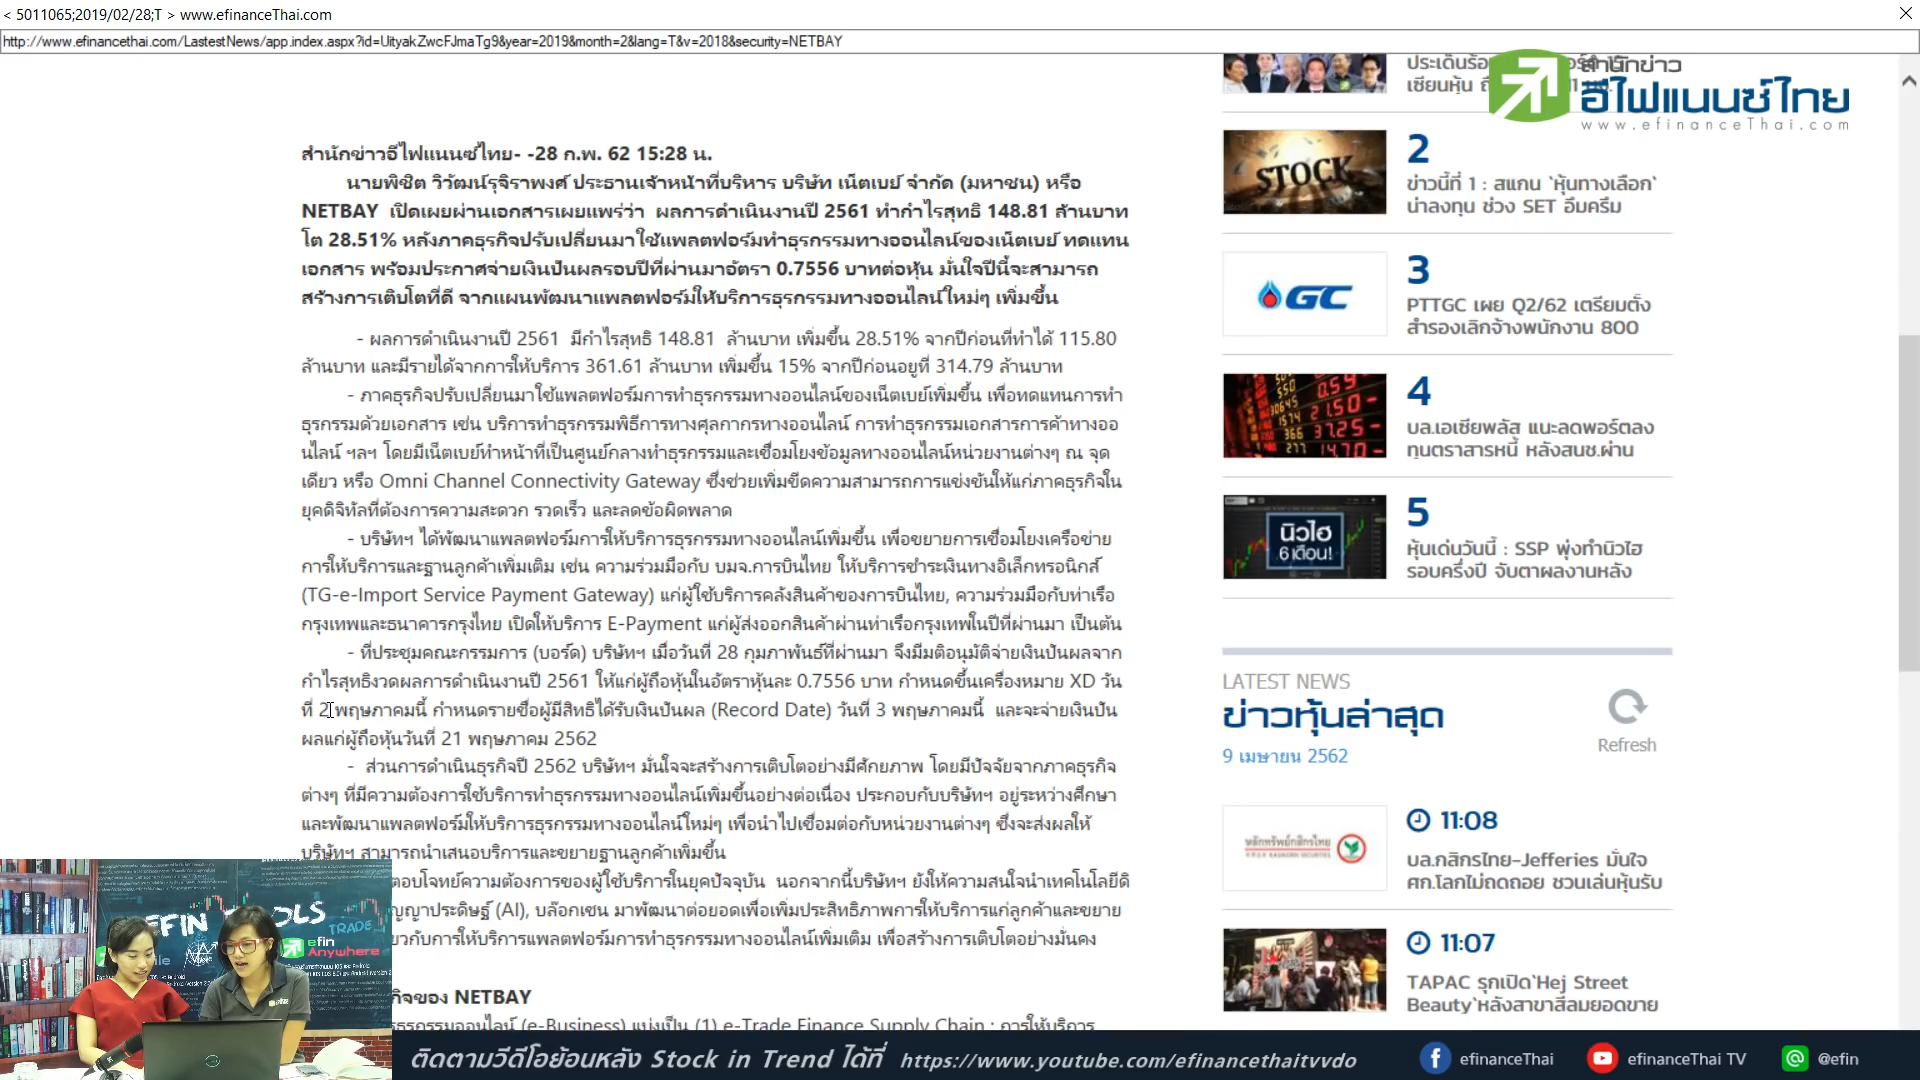 < 5011065;2019/02/28;T > www.efinanceThai.com
http://www.efinancethai.com/LastestNews/app.index.aspx?id=UityakZwcFJmaTg9&year=2019&month=2&lang=T&v=2018&security=NETBAY
สำนักข่าวอีไฟแนนซ์ไทย- -28 ก.พ. 62 15:28 น.
นายพิชิต วิวัฒน์รุจิราพงศ์ ประธานเจ้าหน้าที่บริหาร บริษัท เน็ตเบย์ จำกัด (มหาชน) หรือ
NETBAY เปิดเผยผ่านเอกสารเผยแพร่ว่า ผลการดำเนินงานปี 2561 ทำกำไรสุทธิ 148.81 ล้านบาท
โต 28.51% หลังภาคธุรกิจปรับเปลี่ยนมาใช้แพลตฟอร์มทำธุรกรรมทางออนไลน์ของเน็ตเบย์ ทดแทน
เอกสาร พร้อมประกาศจ่ายเงินปันผลรอบปีที่ผ่านมาอัตรา 0.7556 บาทต่อหุ้น มั่นใจปีนี้จะสามารถ
สร้างการเติบโตที่ดี จากแผนพัฒนาแพลตฟอร์มให้บริการธุรกรรมทางออนไลน์ใหม่ๆ เพิ่มขึ้น
- ผลการดำเนินงานปี 2561 มีกำไรสุทธิ 148.81 ล้านบาท เพิ่มขึ้น 28.51% จากปีก่อนที่ทำได้ 115.80
ล้านบาท และมีรายได้จากการให้บริการ 361.61 ล้านบาท เพิ่มขึ้น 15% จากปีก่อนอยู่ที่ 314.79 ล้านบาท
- ภาคธุรกิจปรับเปลี่ยนมาใช้แพลตฟอร์มการทำธุรกรรมทางออนไลน์ของเน็ตเบย์เพิ่มขึ้น เพื่อทดแทนการทำ
ธุรกรรมด้วยเอกสาร เช่น บริการทำธุรกรรมพิธีการทางศุลกากรทางออนไลน์ การทำธุรกรรมเอกสารการค้าทางออ
นไลน์ ฯลฯ โดยมีเน็ตเบย์ทำหน้าที่เป็นศูนย์กลางทำธุรกรรมและเชื่อมโยงข้อมูลทางออนไลน์หน่วยงานต่างๆ ณ จุด
เดียว หรือ Omni Channel Connectivity Gateway ซึ่งช่วยเพิ่มขีดความสามารถการแข่งขันให้แก่ภาคธุรกิจใน
ยุคดิจิทัลที่ต้องการความสะดวก รวดเร็ว และลดข้อผิดพลาด
- บริษัทฯ ได้พัฒนาแพลตฟอร์มการให้บริการธุรกรรมทางออนไลน์เพิ่มขึ้น เพื่อขยายการเชื่อมโยงเครือข่าย
การให้บริการและฐานลูกค้าเพิ่มเติม เช่น ความร่วมมือกับ บมจ.การบินไทย ให้บริการชำระเงินทางอิเล็กทรอนิกส์
(TG-e-Import Service Payment Gateway) แก่ผู้ใช้บริการคลังสินค้าของการบินไทย, ความร่วมมือกับท่าเรือ
กรุงเทพและธนาคารกรุงไทย เปิดให้บริการ E-Payment แก่ผู้ส่งออกสินค้าผ่านท่าเรือกรุงเทพในปีที่ผ่านมา เป็นต้น
- ที่ประชุมคณะกรรมการ (บอร์ด) บริษัทฯ เมื่อวันที่ 28 กุมภาพันธ์ที่ผ่านมา จึงมีมติอนุมัติจ่ายเงินปันผลจาก
กำไรสุทธิงวดผลการดำเนินงานปี 2561 ให้แก่ผู้ถือหุ้นในอัตราหุ้นละ 0.7556 บาท กำหนดขึ้นเครื่องหมาย XD วัน
ที่ 2 พฤษภาคมนี้ กำหนดรายชื่อผู้มีสิทธิได้รับเงินปันผล (Record Date) วันที่ 3 พฤษภาคมนี้ และจะจ่ายเงินปัน
ผลแก่ผู้ถือหุ้นวันที่ 21 พฤษภาคม 2562
- ส่วนการดำเนินธุรกิจปี 2562 บริษัทฯ มั่นใจจะสร้างการเติบโตอย่างมีศักยภาพ โดยมีปัจจัยจากภาคธุรกิจ
ต่างๆ ที่มีความต้องการใช้บริการทำธุรกรรมทางออนไลน์เพิ่มขึ้นอย่างต่อเนื่อง ประกอบกับบริษัทฯ อยู่ระหว่างศึกษา
และพัฒนาแพลตฟอร์มให้บริการธุรกรรมทางออนไลน์ใหม่ๆ เพื่อนำไปเชื่อมต่อกับหน่วยงานต่างๆ ซึ่งจะส่งผลให้
บริษัทฯ สามารถนำเสนอบริการและขยายฐานลูกค้าเพิ่มขึ้น
ตอบโจทย์ความต้องการของผู้ใช้บริการในยุคปัจจุบัน นอกจากนี้บริษัทฯ ยังให้ความสนใจนำเทคโนโลยีดิ
ญญาประดิษฐ์ (AI), บล๊อกเชน มาพัฒนาต่อยอดเพื่อเพิ่มประสิทธิภาพการให้บริการแก่ลูกค้าและขยาย
ยวกับการให้บริการแพลตฟอร์มการทำธุรกรรมทางออนไลน์เพิ่มเติม เพื่อสร้างการเติบโตอย่างมั่นคง
กิจของ NETBAY
ธุรกรรมออนไลน์ (e-Business) แบ่งเป็น (1) e-Trade Finance Supply Chain : การให้บริการ
ประเด็นร้อ
เซียนหุ้น
สำนักข่าว
อีไฟแนนซ์ไทย
www.efinanceThai.com
STOCK
2
ข่าวนี้ที่ 1 : สแกน `หุ้นทางเลือก`
น่าลงทุน ช่วง SET อึมครึม
GC
3
PTTGC เผย Q2/62 เตรียมตั้ง
สำรองเลิกจ้างพนักงาน 800
4
บล.เอเซียพลัส แนะลดพอร์ตลง
ทุนตราสารหนี้ หลังสนช.ผ่าน
นิวไฮ
6 เดือน!
5
หุ้นเด่นวันนี้ : SSP พุ่งทำนิวไฮ
รอบครึ่งปี จับตาผลงานหลัง
LATEST NEWS
ข่าวหุ้นล่าสุด
9 เมษายน 2562
Refresh
หลักทรัพย์กสิกรไทย
11:08
บล.กสิกรไทย-Jefferies มั่นใจ
ศก.โลกไม่ถดถอย ชวนเล่นหุ้นรับ
11:07
TAPAC รุกเปิด`Hej Street
Beauty`หลังสาขาสีลมยอดขาย
TRADE
efin
Anywhere
ติดตามวีดีโอย้อนหลัง Stock in Trend ได้ที่ https://www.youtube.com/efinancethaitvvdo
efinanceThai
efinanceThai TV
@efin